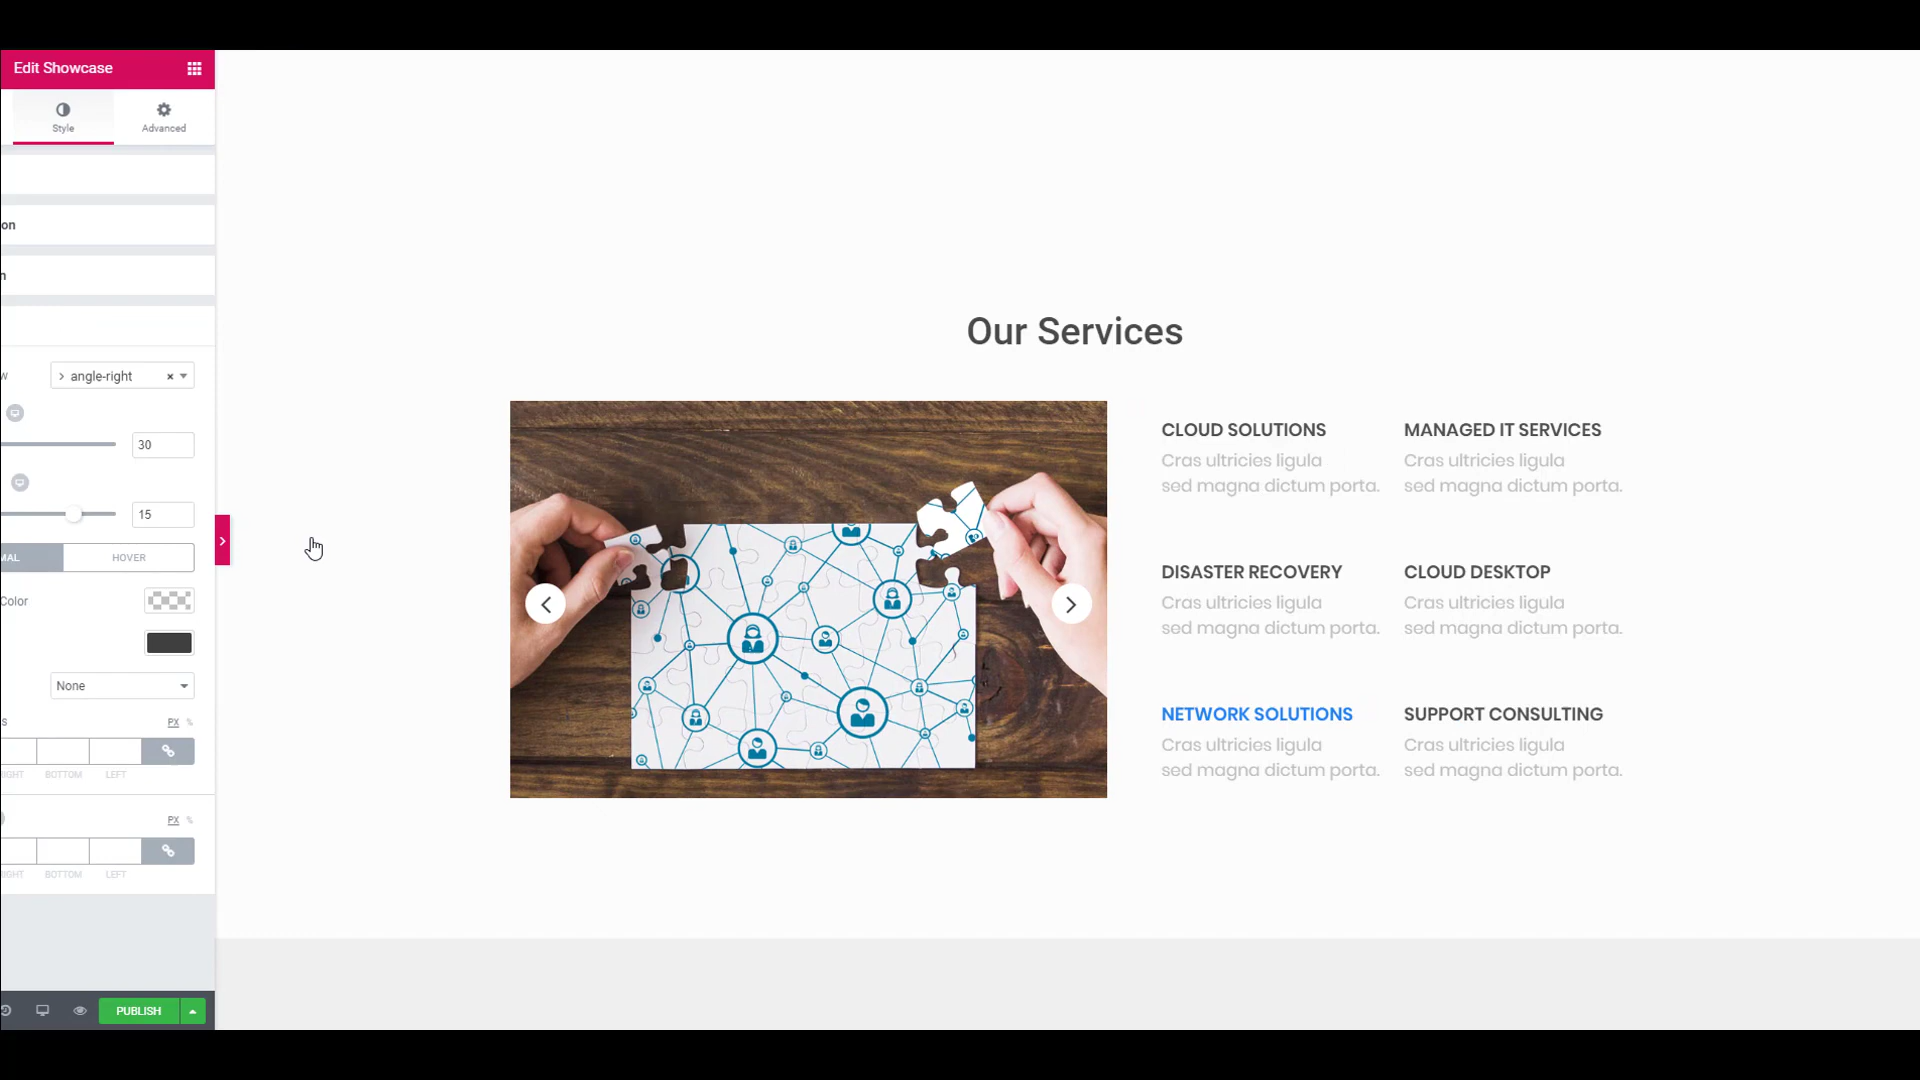 Edit Showcase
Style
Advanced
on
n
w
angle-right
30
15
MAL
HOVER
Color
None
s
PX %
RIGHT BOTTOM LEFT
PX %
RIGHT BOTTOM LEFT
PUBLISH
Our Services
CLOUD SOLUTIONS
Cras ultricies ligula
sed magna dictum porta.
MANAGED IT SERVICES
Cras ultricies ligula
sed magna dictum porta.
DISASTER RECOVERY
Cras ultricies ligula
sed magna dictum porta.
CLOUD DESKTOP
Cras ultricies ligula
sed magna dictum porta.
NETWORK SOLUTIONS
Cras ultricies ligula
sed magna dictum porta.
SUPPORT CONSULTING
Cras ultricies ligula
sed magna dictum porta.